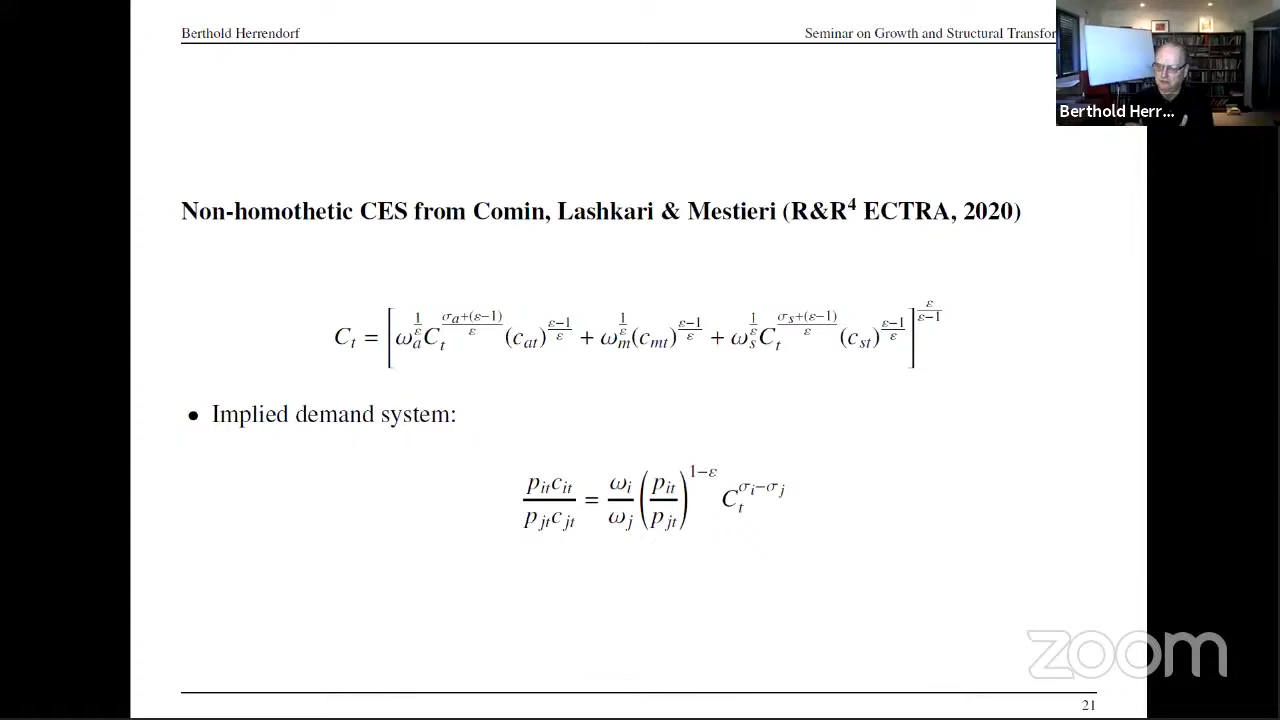 Berthold Herrendorf
Seminar on Growth and Structural Transfor
Berthold Herr...
Non-homothetic CES from Comin, Lashkari & Mestieri (R&R⁴ ECTRA, 2020)
C_t = [ω_a^{1/ε} C_t^{(σ_a+(ε−1))/ε} (c_{at})^{(ε−1)/ε} + ω_m^{1/ε} (c_{mt})^{(ε−1)/ε} + ω_s^{1/ε} C_t^{(σ_s+(ε−1))/ε} (c_{st})^{(ε−1)/ε}]^{ε/(ε−1)}
• Implied demand system:
p_{it}c_{it} / p_{jt}c_{jt} = ω_i/ω_j (p_{it}/p_{jt})^{1−ε} C_t^{σ_i−σ_j}
zoom
21